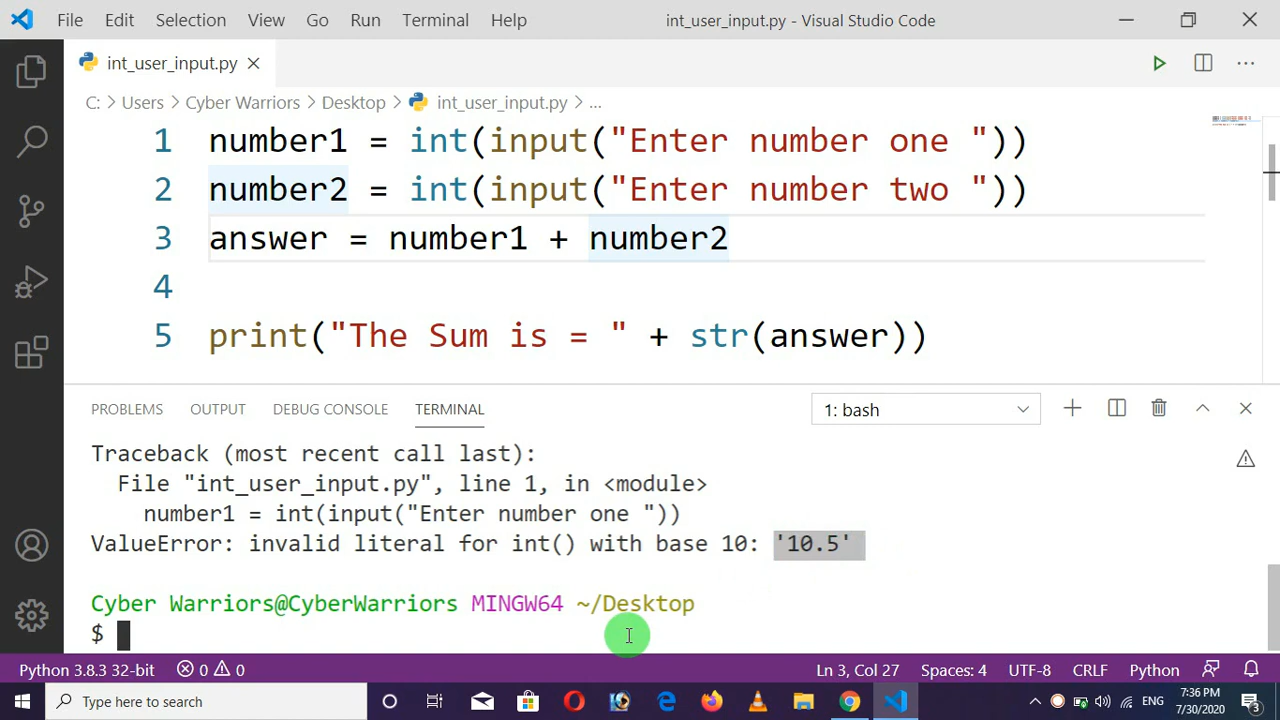 File Edit Selection View Go Run Terminal Help int_user_input.py - Visual Studio Code
int_user_input.py
C: > Users > Cyber Warriors > Desktop > int_user_input.py > ...
1 number1 = int(input("Enter number one "))
2 number2 = int(input("Enter number two "))
3 answer = number1 + number2
4
5 print("The Sum is = " + str(answer))
PROBLEMS OUTPUT DEBUG CONSOLE TERMINAL 1: bash
Traceback (most recent call last):
File "int_user_input.py", line 1, in <module>
number1 = int(input("Enter number one "))
ValueError: invalid literal for int() with base 10: '10.5'
Cyber Warriors@CyberWarriors MINGW64 ~/Desktop
$
Python 3.8.3 32-bit 0 0 Ln 3, Col 27 Spaces: 4 UTF-8 CRLF Python
Type here to search ENG 7:36 PM
7/30/2020 3